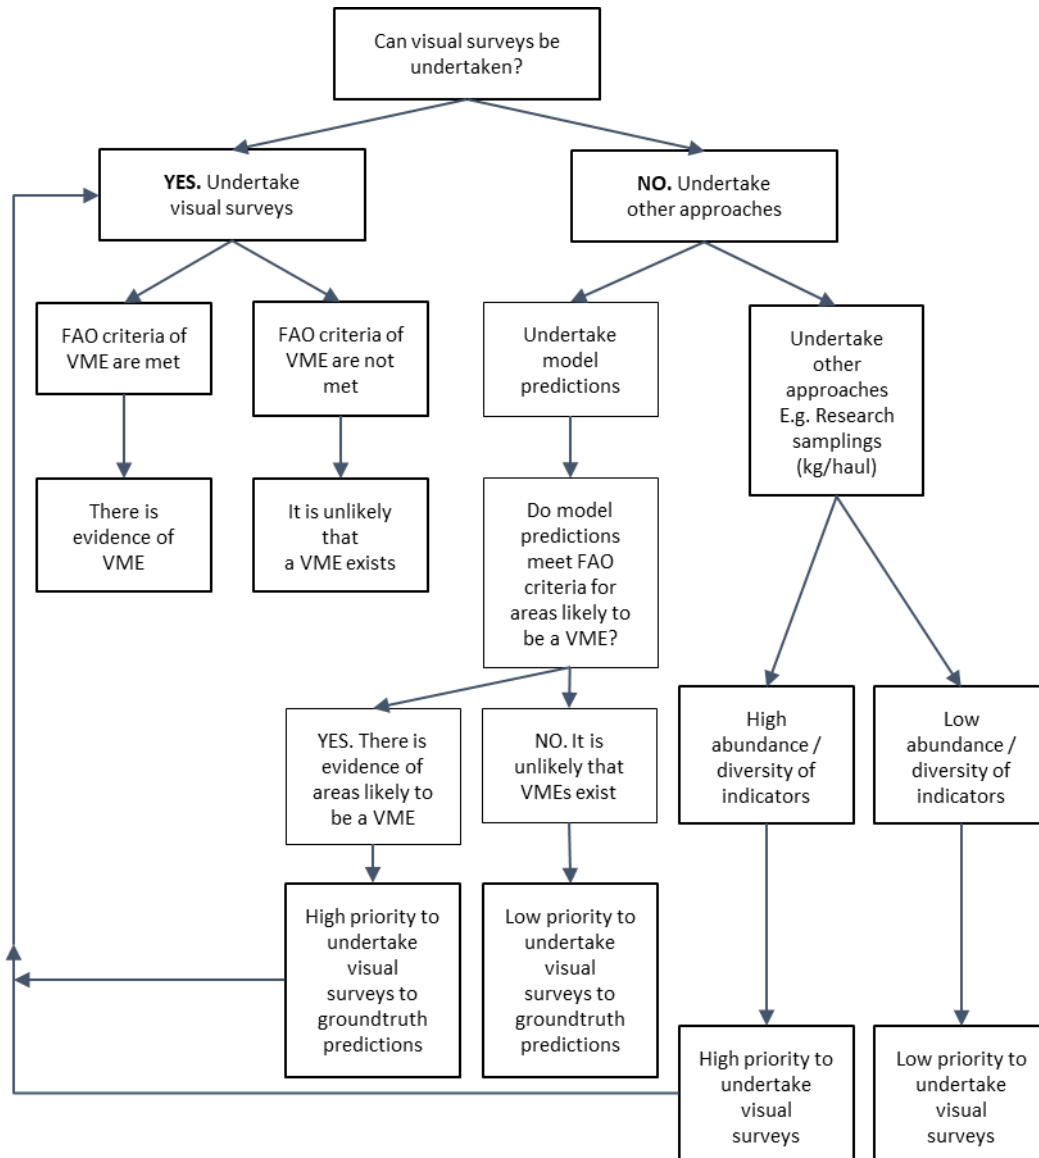 Can visual surveys be
undertaken?
YES. Undertake
visual surveys
NO. Undertake
other approaches
FAO criteria of
VME are met
FAO criteria of
VME are not
met
Undertake
model
predictions
Undertake
other
approaches
E.g. Research
samplings
(kg/haul)
There is
evidence of
VME
It is unlikely
that
a VME exists
Do model
predictions
meet FAO
criteria for
areas likely to
be a VME?
YES. There is
evidence of
areas likely to
be a VME
NO. It is
unlikely that
VMEs exist
High
abundance /
diversity of
indicators
Low
abundance /
diversity of
indicators
High priority to
undertake
visual
surveys to
groundtruth
predictions
Low priority to
undertake
visual
surveys to
groundtruth
predictions
High priority to
undertake
visual
surveys
Low priority to
undertake
visual
surveys